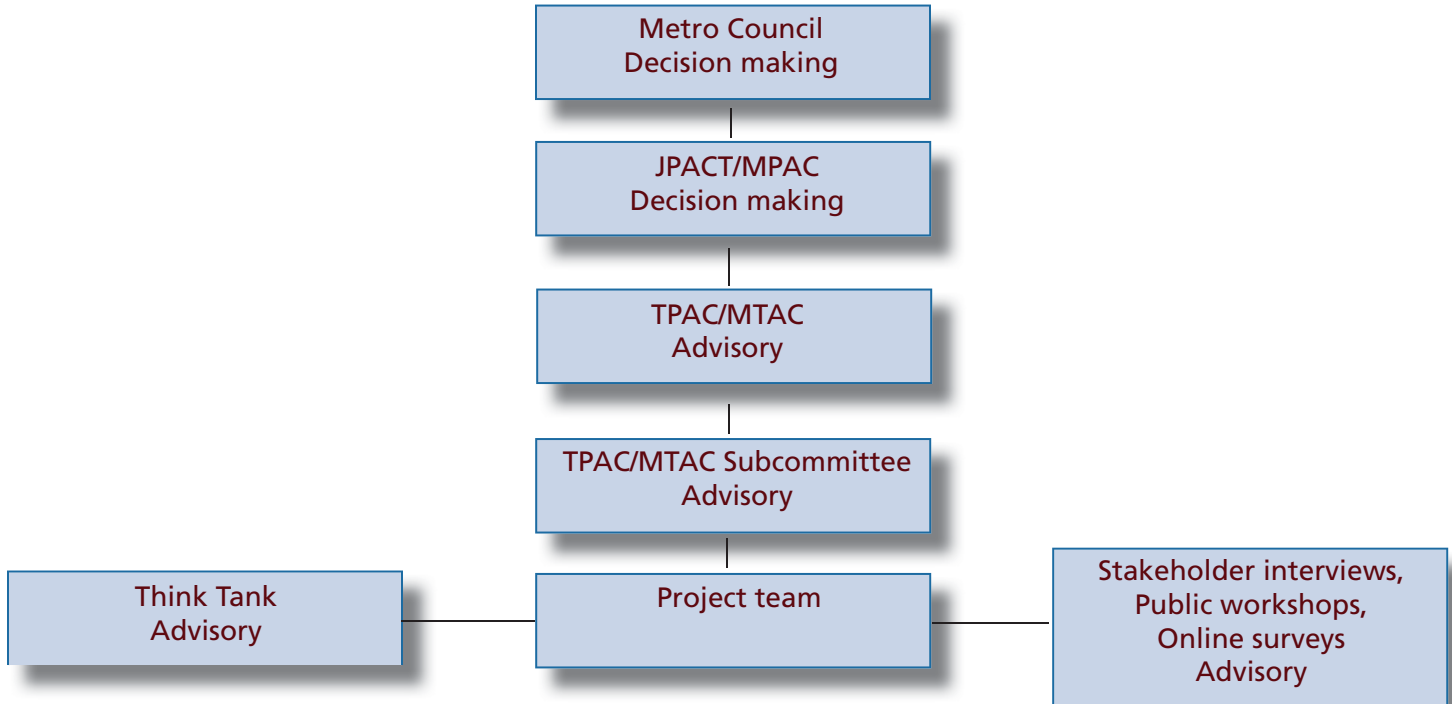 Metro Council
Decision making
JPACT/MPAC
Decision making
TPAC/MTAC
Advisory
TPAC/MTAC Subcommittee
Advisory
Think Tank
Advisory
Project team
Stakeholder interviews,
Public workshops,
Online surveys
Advisory